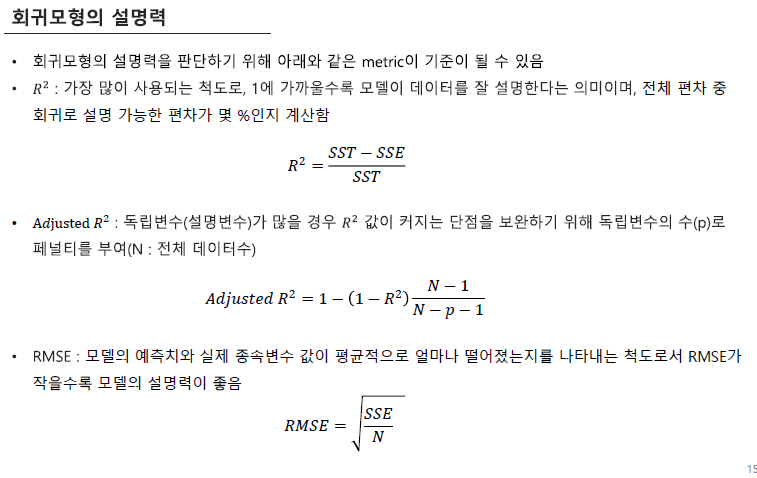 회귀모형의 설명력
• 회귀모형의 설명력을 판단하기 위해 아래와 같은 metric이 기준이 될 수 있음
• R² : 가장 많이 사용되는 척도로, 1에 가까울수록 모델이 데이터를 잘 설명한다는 의미이며, 전체 편차 중
회귀로 설명 가능한 편차가 몇 %인지 계산함
R² = (SST − SSE) / SST
• Adjusted R² : 독립변수(설명변수)가 많을 경우 R² 값이 커지는 단점을 보완하기 위해 독립변수의 수(p)로
페널티를 부여(N : 전체 데이터수)
Adjusted R² = 1 − (1 − R²) (N − 1) / (N − p − 1)
• RMSE : 모델의 예측치와 실제 종속변수 값이 평균적으로 얼마나 떨어졌는지를 나타내는 척도로서 RMSE가
작을수록 모델의 설명력이 좋음
RMSE = √(SSE / N)
15